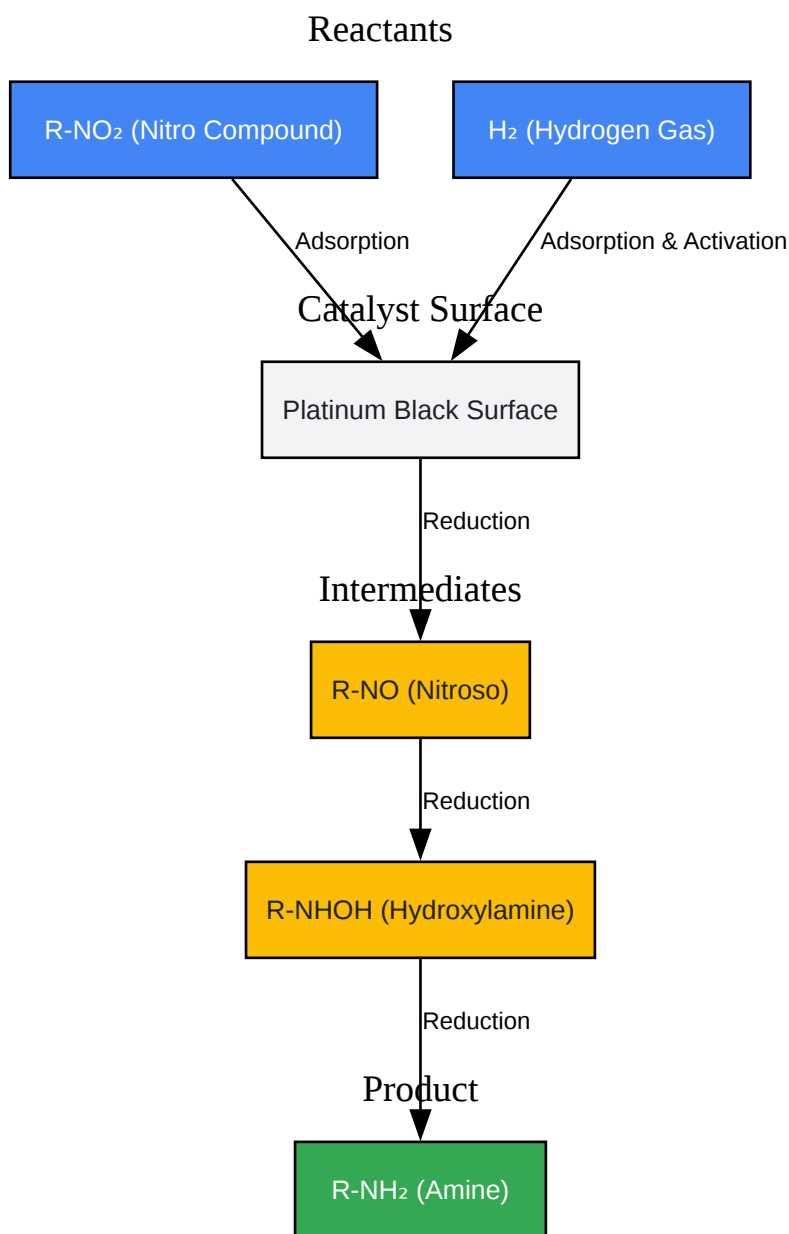 Reactants
R-NO₂ (Nitro Compound)
H₂ (Hydrogen Gas)
Adsorption
Adsorption & Activation
Catalyst Surface
Platinum Black Surface
Reduction
Intermediates
R-NO (Nitroso)
Reduction
R-NHOH (Hydroxylamine)
Reduction
Product
R-NH₂ (Amine)